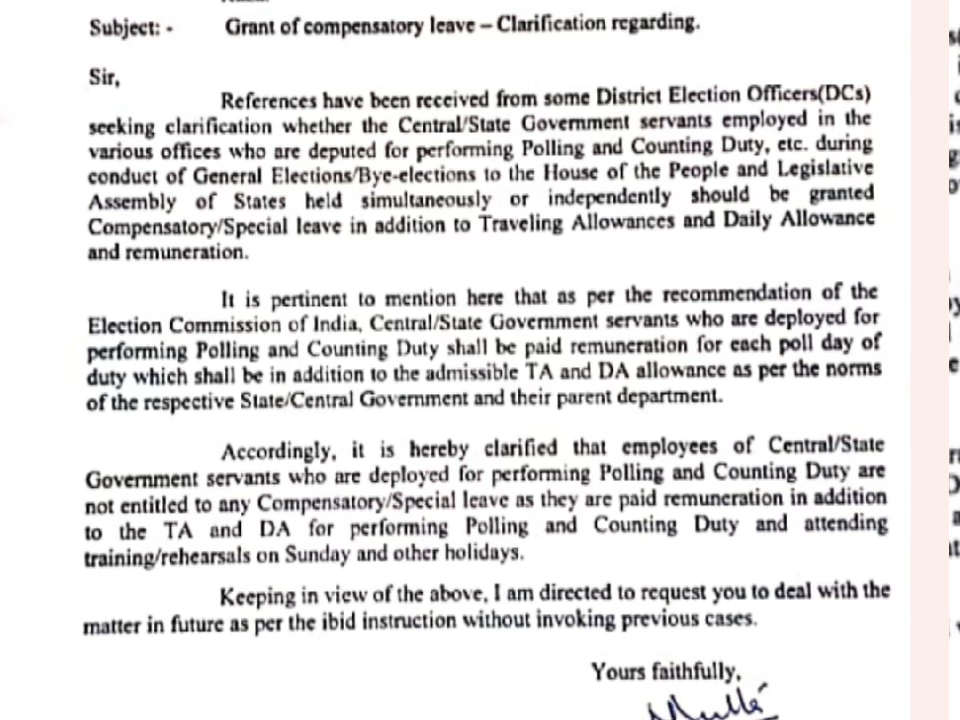 Subject: - Grant of compensatory leave – Clarification regarding.
Sir,
References have been received from some District Election Officers(DCs)
seeking clarification whether the Central/State Government servants employed in the
various offices who are deputed for performing Polling and Counting Duty, etc. during
conduct of General Elections/Bye-elections to the House of the People and Legislative
Assembly of States held simultaneously or independently should be granted
Compensatory/Special leave in addition to Traveling Allowances and Daily Allowance
and remuneration.
It is pertinent to mention here that as per the recommendation of the
Election Commission of India, Central/State Government servants who are deployed for
performing Polling and Counting Duty shall be paid remuneration for each poll day of
duty which shall be in addition to the admissible TA and DA allowance as per the norms
of the respective State/Central Government and their parent department.
Accordingly, it is hereby clarified that employees of Central/State
Government servants who are deployed for performing Polling and Counting Duty are
not entitled to any Compensatory/Special leave as they are paid remuneration in addition
to the TA and DA for performing Polling and Counting Duty and attending
training/rehearsals on Sunday and other holidays.
Keeping in view of the above, I am directed to request you to deal with the
matter in future as per the ibid instruction without invoking previous cases.
Yours faithfully,